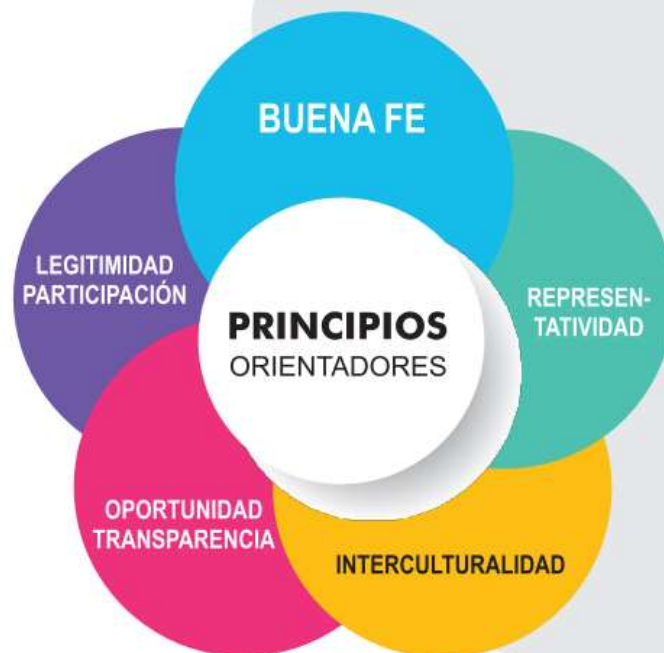 BUENA FE
LEGITIMIDAD
PARTICIPACIÓN
REPRESEN-
TATIVIDAD
PRINCIPIOS
ORIENTADORES
OPORTUNIDAD
TRANSPARENCIA
INTERCULTURALIDAD